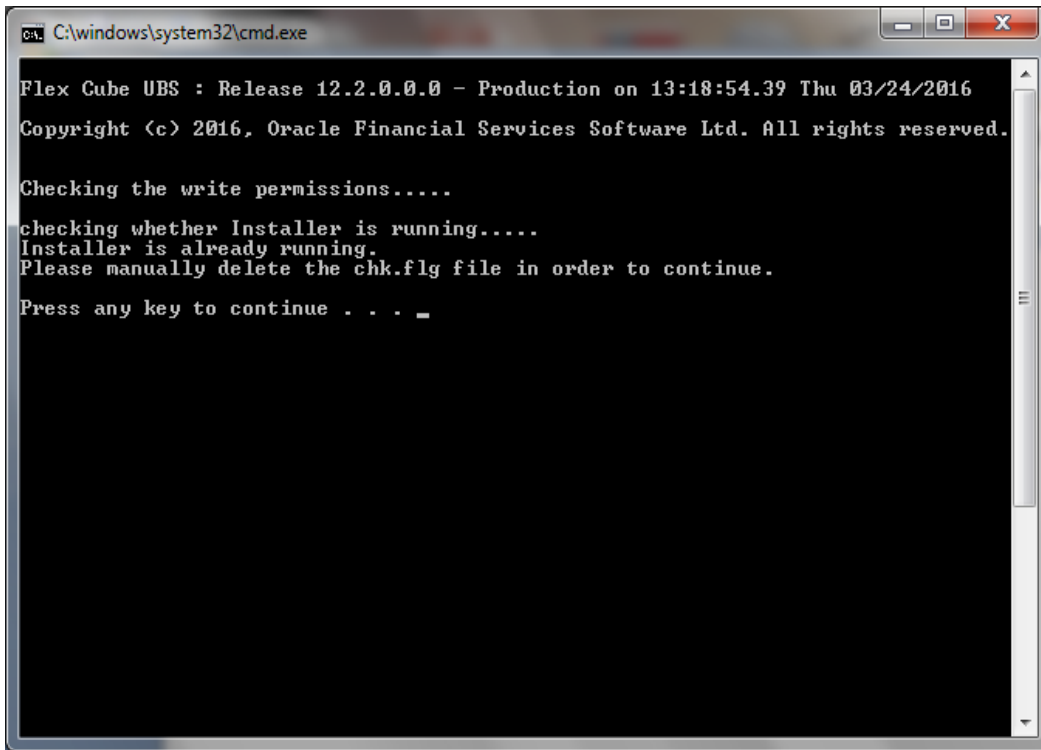 C:\windows\system32\cmd.exe
Flex Cube UBS : Release 12.2.0.0.0 - Production on 13:18:54.39 Thu 03/24/2016
Copyright (c) 2016, Oracle Financial Services Software Ltd. All rights reserved.
Checking the write permissions.....
checking whether Installer is running.....
Installer is already running.
Please manually delete the chk.flg file in order to continue.
Press any key to continue . . . _